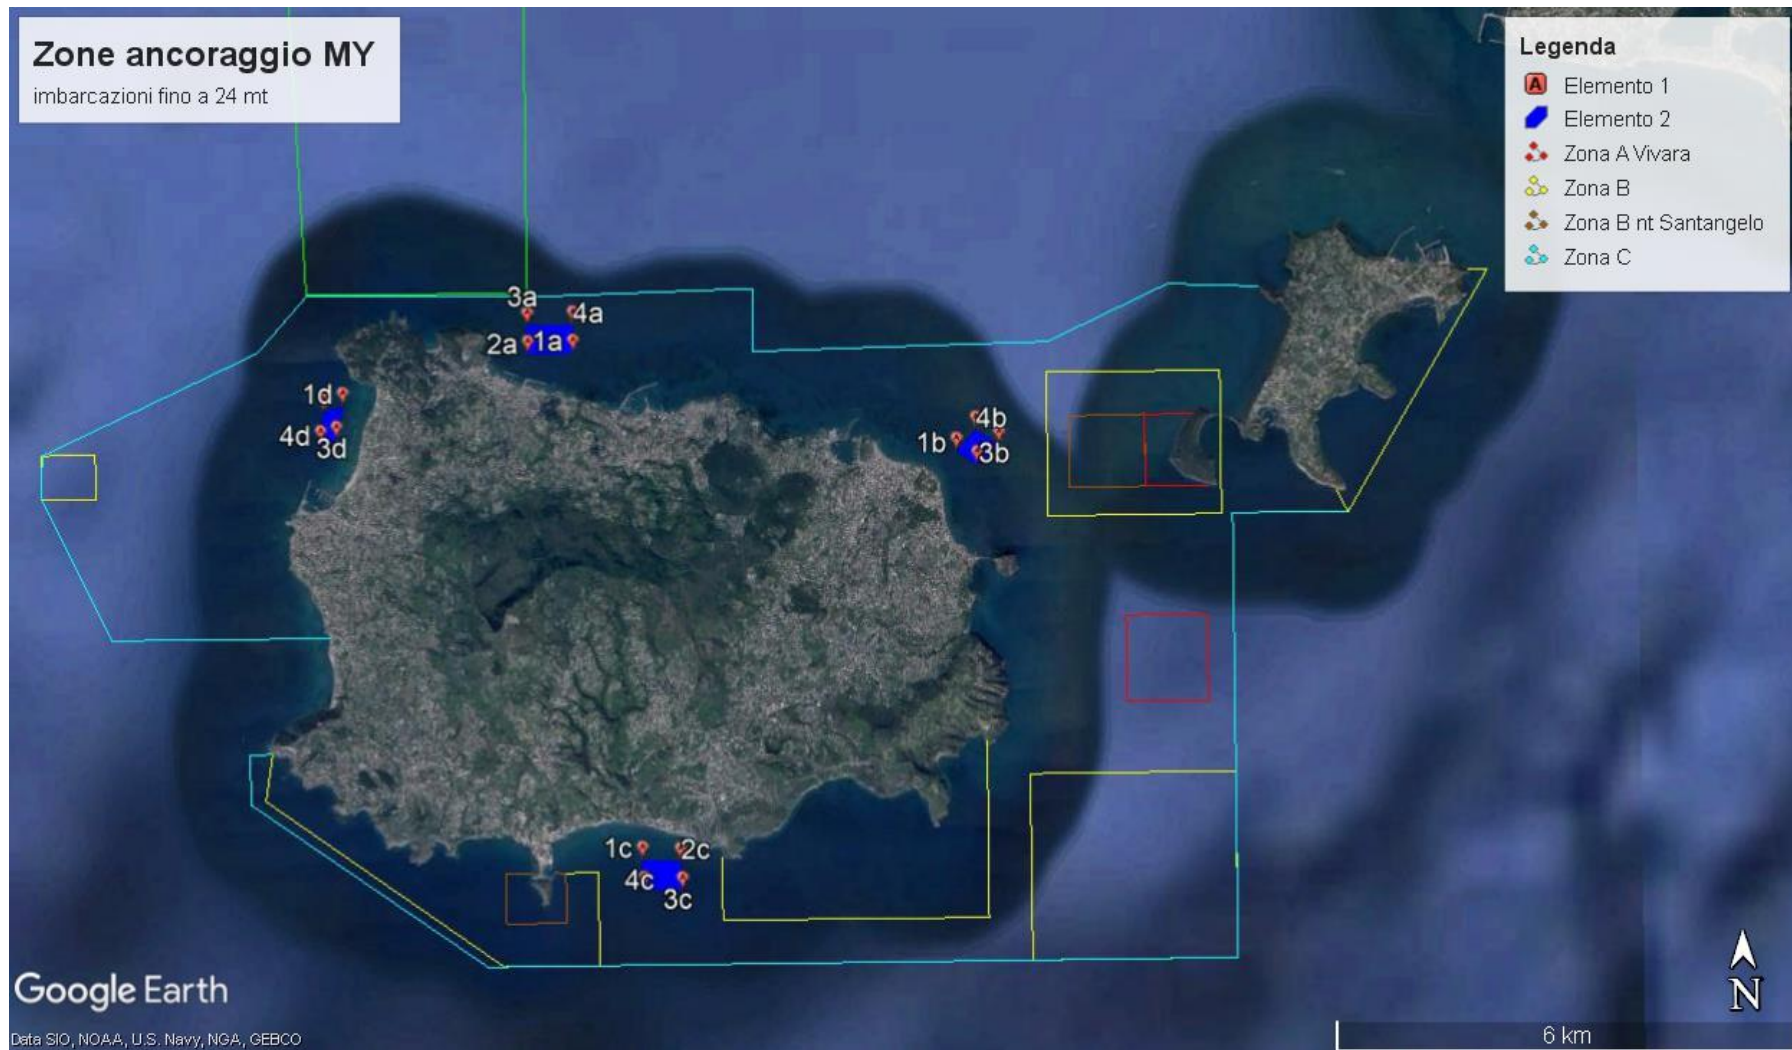 Zone ancoraggio MY
imbarcazioni fino a 24 mt
Legenda
Elemento 1
Elemento 2
Zona A Vivara
Zona B
Zona B nt Santangelo
Zona C
3a
4a
2a
1a
1d
4d
3d
4b
1b
3b
1c
2c
4c
3c
Google Earth
Data SIO, NOAA, U.S. Navy, NGA, GEBCO
N
6 km